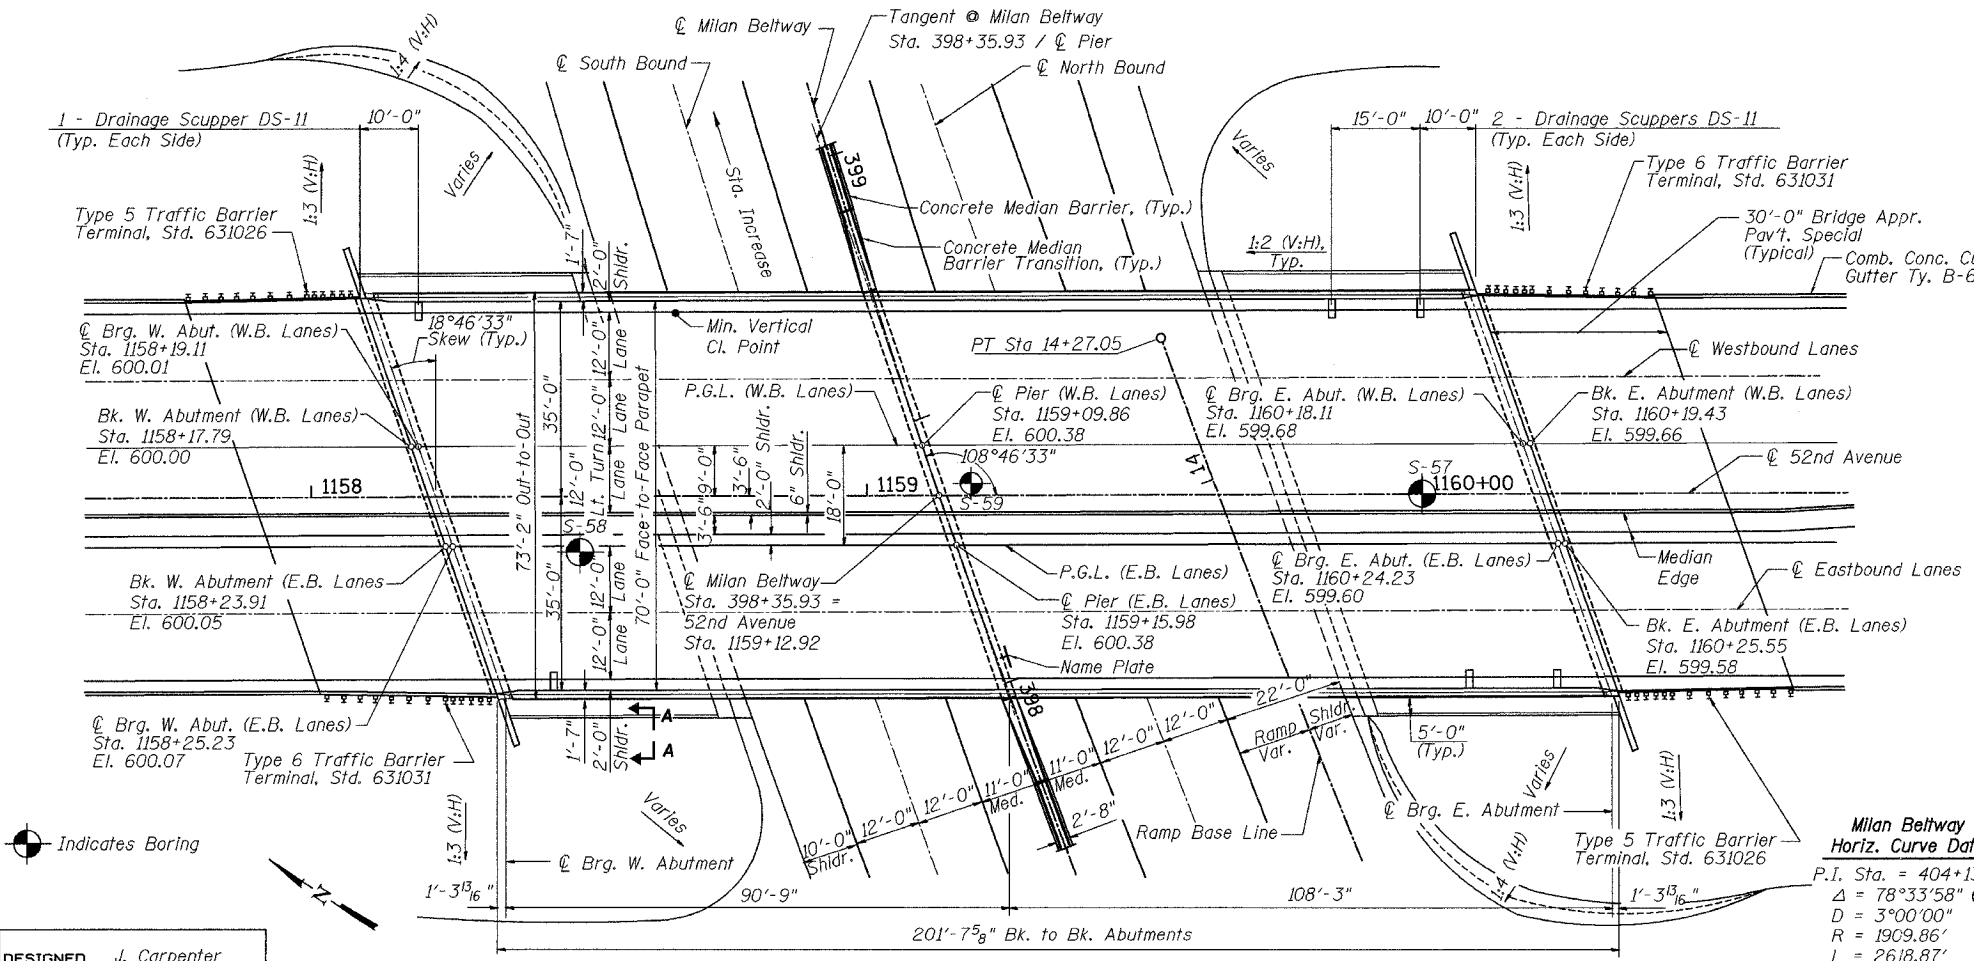 ℄ Milan Beltway
Tangent @ Milan Beltway
Sta. 398+35.93 / ℄ Pier
℄ South Bound
℄ North Bound
1:4 (V:H)
1 - Drainage Scupper DS-11
(Typ. Each Side)
10'-0"
15'-0"
10'-0"
2 - Drainage Scuppers DS-11
(Typ. Each Side)
1:3 (V:H)
Varies
Sta. Increase
399
Varies
1:3 (V:H)
Type 6 Traffic Barrier
Terminal, Std. 631031
Type 5 Traffic Barrier
Terminal, Std. 631026
1'-7"
2'-0"
Shldr.
Concrete Median Barrier, (Typ.)
Concrete Median
Barrier Transition, (Typ.)
1:2 (V:H),
Typ.
30'-0" Bridge Appr.
Pav't. Special
(Typical)
Comb. Conc.
Gutter Ty.
℄ Brg. W. Abut. (W.B. Lanes)
Sta. 1158+19.11
El. 600.01
18°46'33"
Skew (Typ.)
Min. Vertical
Cl. Point
PT Sta 14+27.05
℄ Westbound Lanes
Bk. W. Abutment (W.B. Lanes)
Sta. 1158+17.79
El. 600.00
P.G.L. (W.B. Lanes)
℄ Pier (W.B. Lanes)
Sta. 1159+09.86
El. 600.38
108°46'33"
℄ Brg. E. Abut. (W.B. Lanes)
Sta. 1160+18.11
El. 599.68
Bk. E. Abutment (W.B. Lanes)
Sta. 1160+19.43
El. 599.66
℄ 52nd Avenue
73'-2" Out-to-Out
35'-0"
35'-0"
12'-0"
Lt. Turn
12'-0"
Lane
12'-0"
Lane
Lane
12'-0"
Lane
12'-0"
Lane
70'-0" Face-to-Face Parapet
9'-0"
3'-6"
3'-6"
2'-0" Shldr.
6" Shldr.
18'-0"
1158
1159
14
S-57
1160+00
S-58
S-59
Bk. W. Abutment (E.B. Lanes
Sta. 1158+23.91
El. 600.05
℄ Milan Beltway
Sta. 398+35.93 =
52nd Avenue
Sta. 1159+12.92
P.G.L. (E.B. Lanes)
℄ Pier (E.B. Lanes)
Sta. 1159+15.98
El. 600.38
Name Plate
℄ Brg. E. Abut. (E.B. Lanes)
Sta. 1160+24.23
El. 599.60
Median
Edge
℄ Eastbound Lanes
Bk. E. Abutment (E.B. Lanes)
Sta. 1160+25.55
El. 599.58
℄ Brg. W. Abut. (E.B. Lanes)
Sta. 1158+25.23
El. 600.07
Type 6 Traffic Barrier
Terminal, Std. 631031
1'-7"
2'-0"
Shldr.
A
A
398
10'-0"
Shldr.
12'-0"
12'-0"
11'-0"
Med.
11'-0"
Med.
12'-0"
12'-0"
22'-0"
Ramp
Var.
Shldr.
Var.
5'-0"
(Typ.)
2'-8"
Ramp Base Line
℄ Brg. E. Abutment
Varies
Varies
1:3 (V:H)
1:3 (V:H)
1:4 (V:H)
Type 5 Traffic Barrier
Terminal, Std. 631026
Indicates Boring
N
℄ Brg. W. Abutment
1'-3 13/16"
90'-9"
108'-3"
1'-3 13/16"
201'-7 5/8" Bk. to Bk. Abutments
Milan Beltway
Horiz. Curve
P.I. Sta. =
Δ = 78°33'58"
D = 3°00'00"
R = 1909.86'
L = 2618.87'
DESIGNED J. Carpenter